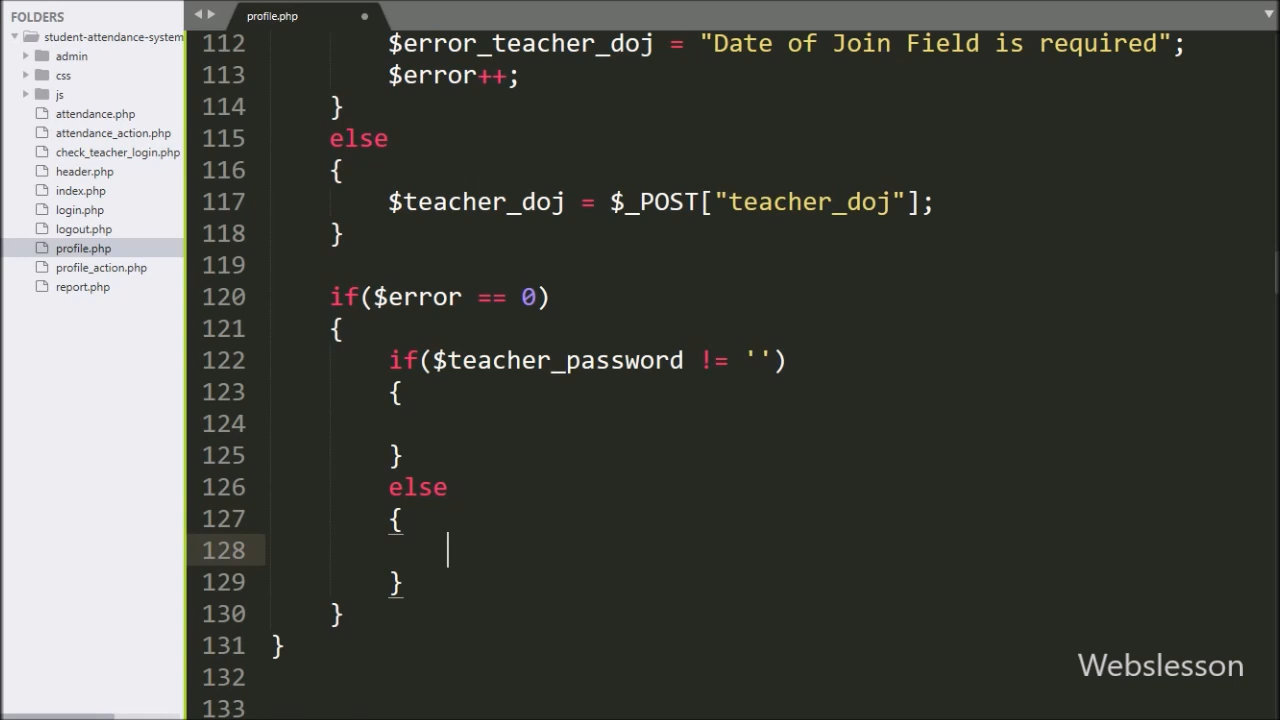 FOLDERS
student-attendance-system
admin
css
js
attendance.php
attendance_action.php
check_teacher_login.php
header.php
index.php
login.php
logout.php
profile.php
profile_action.php
report.php
profile.php
112 $error_teacher_doj = "Date of Join Field is required";
113 $error++;
114 }
115 else
116 {
117 $teacher_doj = $_POST["teacher_doj"];
118 }
119
120 if($error == 0)
121 {
122 if($teacher_password != '')
123 {
124
125 }
126 else
127 {
128
129 }
130 }
131 }
132
133
Webslesson